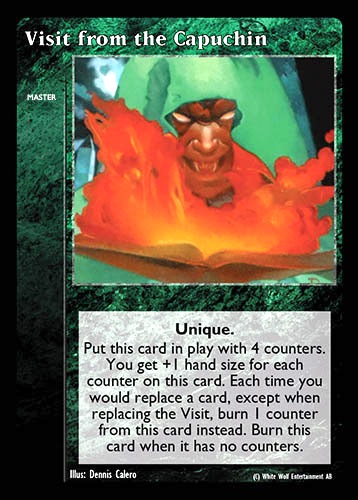 Visit from the Capuchin
MASTER
Unique.
Put this card in play with 4 counters.
You get +1 hand size for each
counter on this card. Each time you
would replace a card, except when
replacing the Visit, burn 1 counter
from this card instead. Burn this
card when it has no counters.
Illus: Dennis Calero
(C) White Wolf Entertainment AB